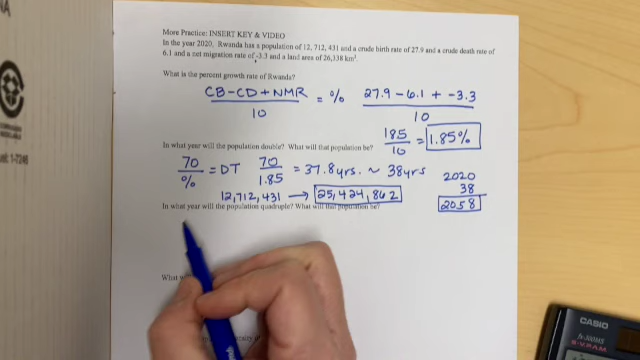 More Practice: INSERT KEY & VIDEO
In the year 2020, Rwanda has a population of 12, 712, 431 and a crude birth rate of 27.9 and a crude death rate of
6.1 and a net migration rate of -3.3 and a land area of 26,338 km².
What is the percent growth rate of Rwanda?
CB-CD+NMR / 10 = % 27.9 - 6.1 + -3.3 / 10
185 / 10 = 1.85%
In what year will the population double? What will that population be?
70 / % = DT 70 / 1.85 = 37.8 yrs. ~ 38 yrs
2020
38
2058
12,712,431 → 25,424,862
In what year will the population quadruple? What will that population be?
What
CASIO